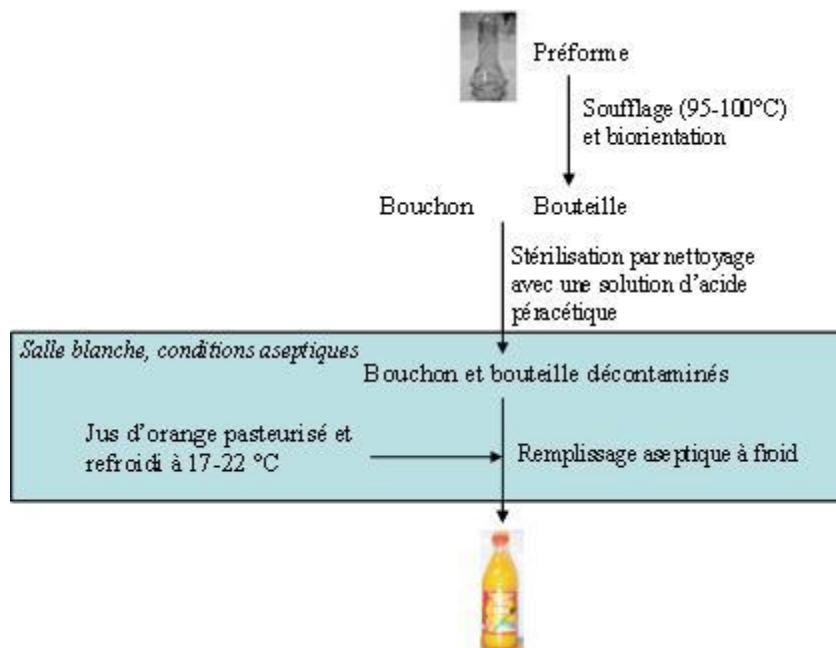 Préforme
Soufflage (95-100°C)
et biorientation
Bouchon
Bouteille
Stérilisation par nettoyage
avec une solution d'acide
péracétique
Salle blanche, conditions aseptiques
Bouchon et bouteille décontaminés
Jus d'orange pasteurisé et
refroidi à 17-22 °C
Remplissage aseptique à froid